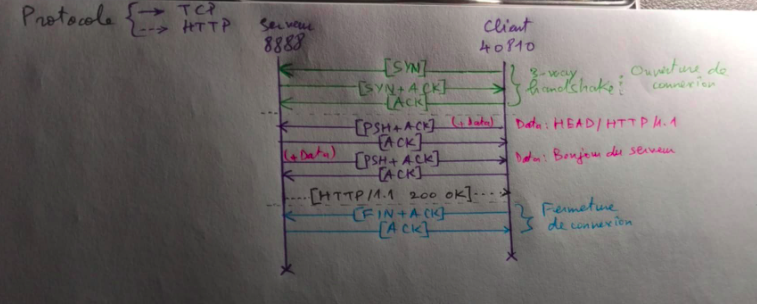 Protocole { → TCP
--→ HTTP
Serveur
8888
Client
40810
[SYN]
[SYN+ACK]
[ACK]
3-way handshake : Ouverture de connexion
[PSH+ACK] (+data)
Data: HEAD/HTTP/1.1
[ACK]
(+Data) [PSH+ACK]
Data: Bonjour du serveur
[ACK]
[HTTP/1.1 200 OK]
[FIN+ACK]
[ACK]
Fermeture
de connexion